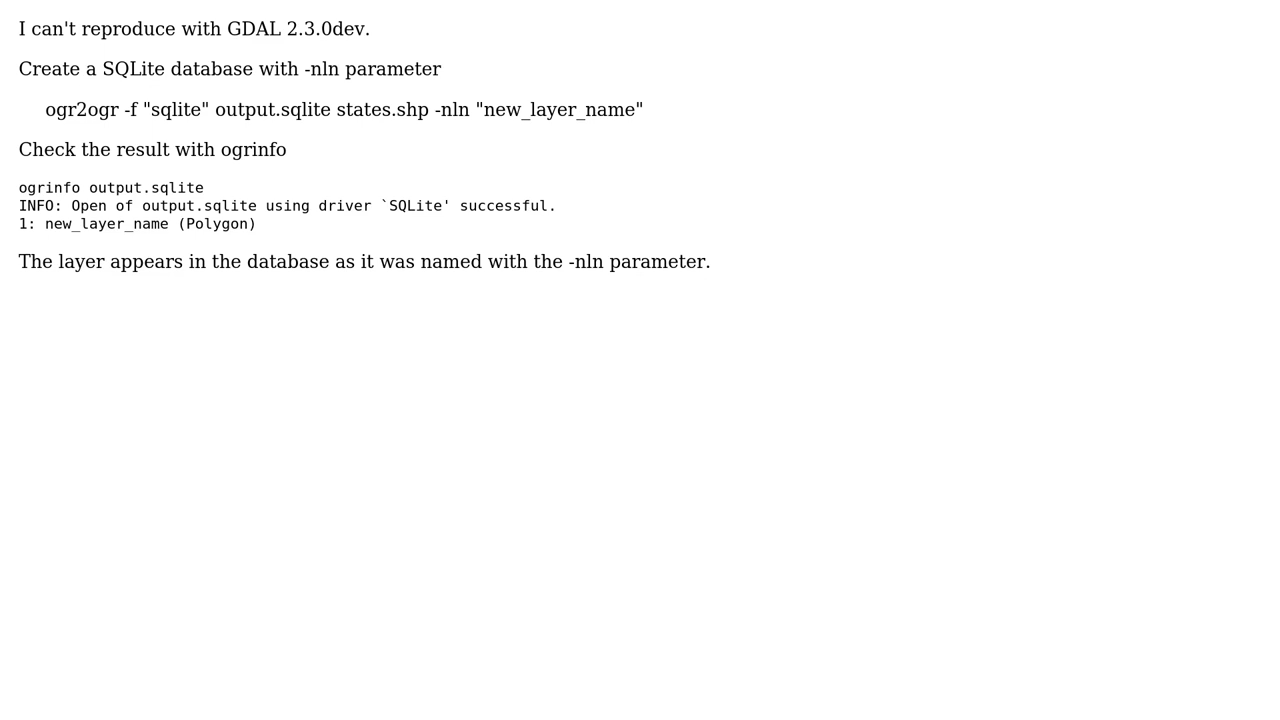 I can't reproduce with GDAL 2.3.0dev.
Create a SQLite database with -nln parameter
ogr2ogr -f "sqlite" output.sqlite states.shp -nln "new_layer_name"
Check the result with ogrinfo
ogrinfo output.sqlite
INFO: Open of output.sqlite using driver `SQLite' successful.
1: new_layer_name (Polygon)
The layer appears in the database as it was named with the -nln parameter.